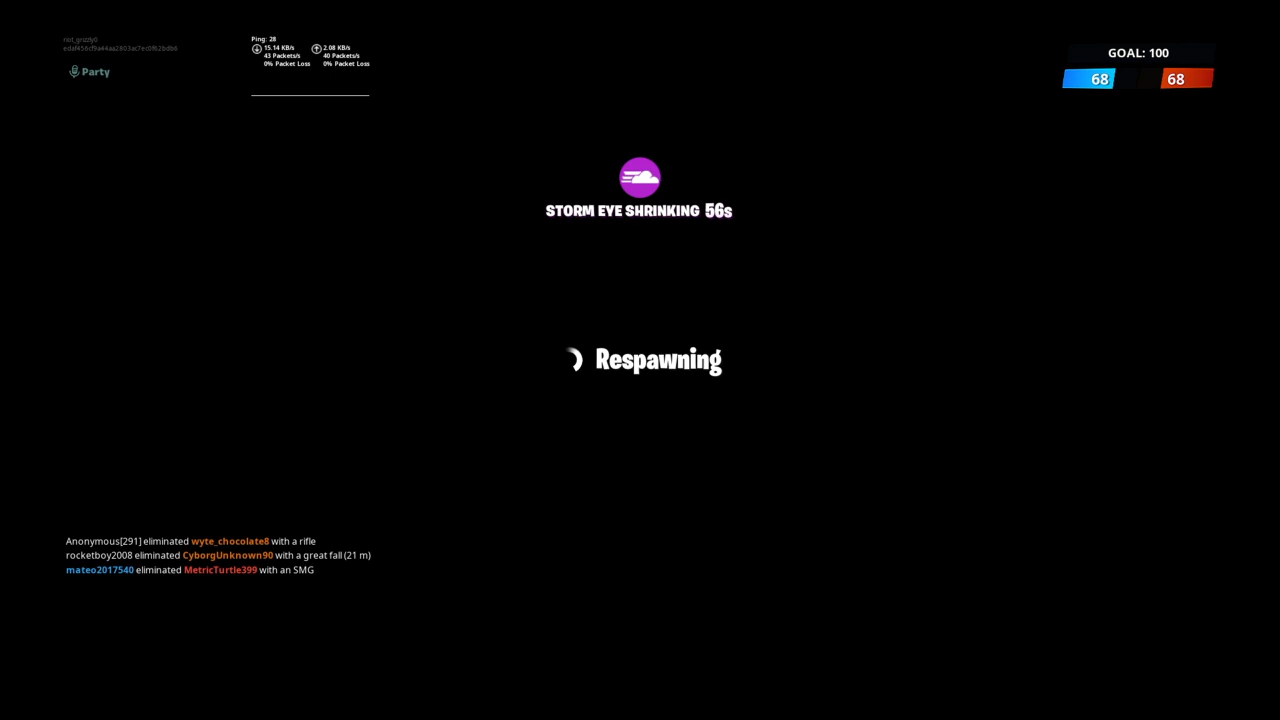 red_grizzly0
Party
Ping: 28
15.14 KB/s 2.08 KB/s
43 Packets/s 40 Packets/s
0% Packet Loss 0% Packet Loss
GOAL: 100
68 68
STORM EYE SHRINKING 56s
Respawning
Anonymous[291] eliminated wyte_chocolate8 with a rifle
rocketboy2008 eliminated CyborgUnknown90 with a great fall (21 m)
mateo2017540 eliminated MetricTurtle399 with an SMG